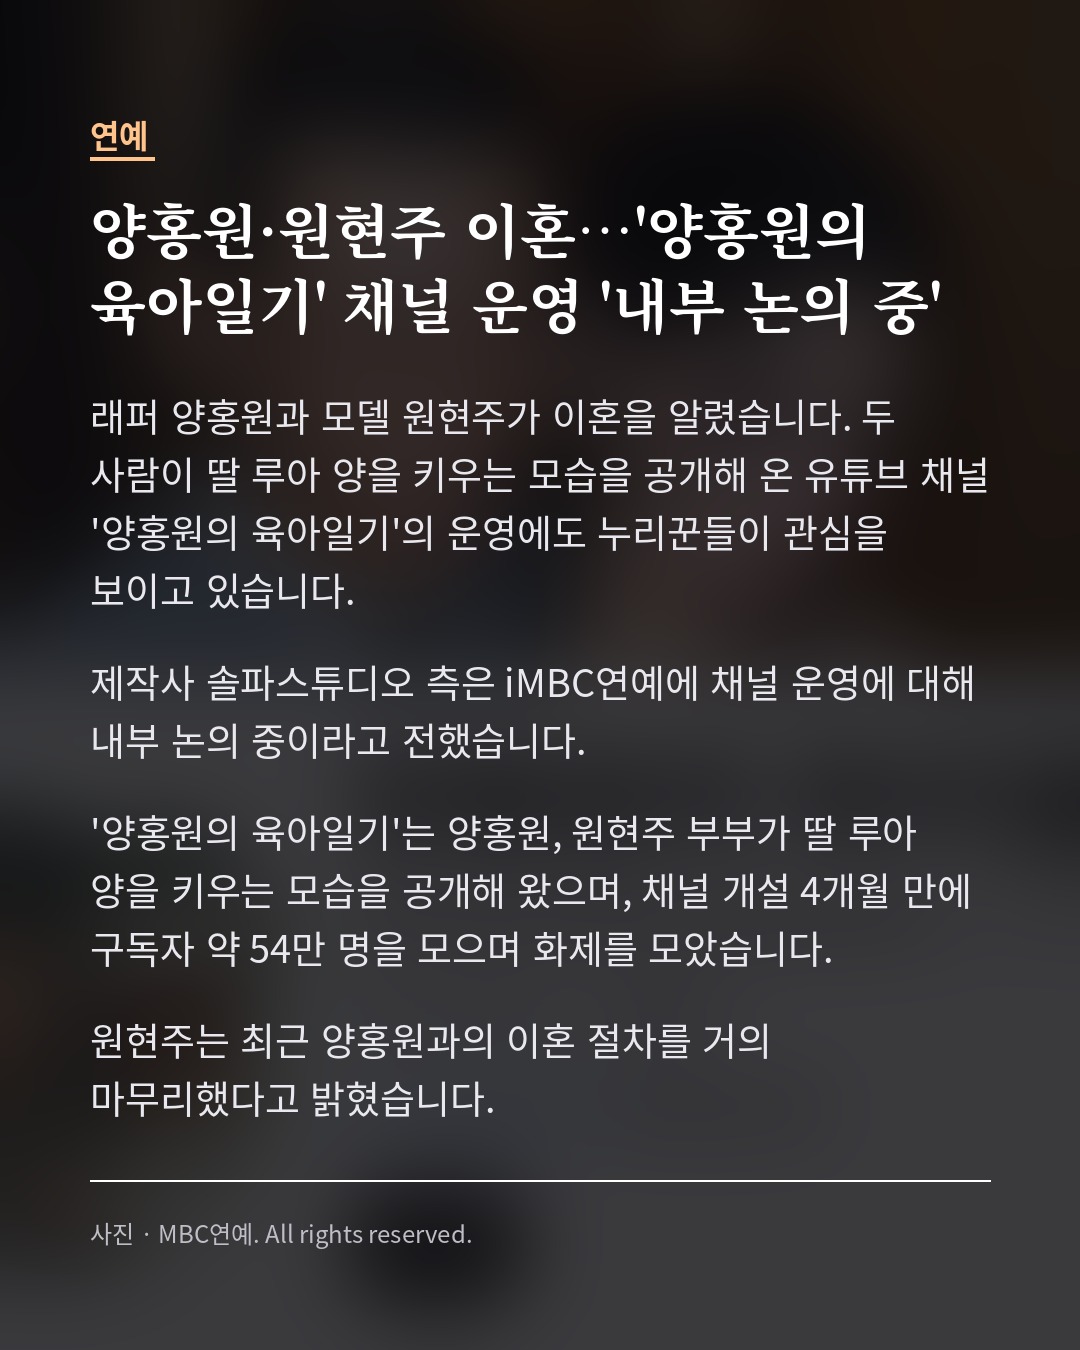 연예
양홍원·원현주 이혼…'양홍원의
육아일기' 채널 운영 '내부 논의 중'
래퍼 양홍원과 모델 원현주가 이혼을 알렸습니다. 두
사람이 딸 루아 양을 키우는 모습을 공개해 온 유튜브 채널
'양홍원의 육아일기'의 운영에도 누리꾼들이 관심을
보이고 있습니다.
제작사 솔파스튜디오 측은 iMBC연예에 채널 운영에 대해
내부 논의 중이라고 전했습니다.
'양홍원의 육아일기'는 양홍원, 원현주 부부가 딸 루아
양을 키우는 모습을 공개해 왔으며, 채널 개설 4개월 만에
구독자 약 54만 명을 모으며 화제를 모았습니다.
원현주는 최근 양홍원과의 이혼 절차를 거의
마무리했다고 밝혔습니다.
사진 · MBC연예. All rights reserved.